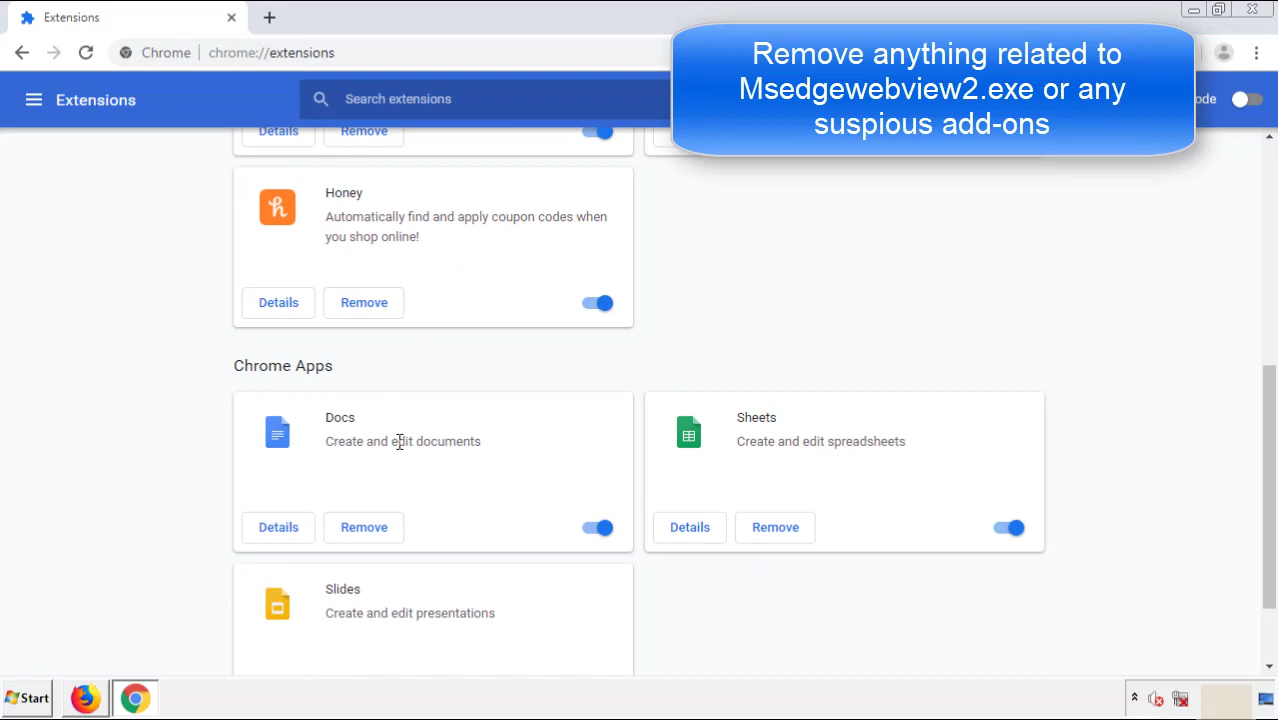 Extensions
Chrome
chrome://extensions
Remove anything related to
Msedgewebview2.exe or any
suspious add-ons
Extensions
Search extensions
ode
Details
Remove
Honey
Automatically find and apply coupon codes when
you shop online!
Details
Remove
Chrome Apps
Docs
Create and edit documents
Details
Remove
Sheets
Create and edit spreadsheets
Details
Remove
Slides
Create and edit presentations
Start